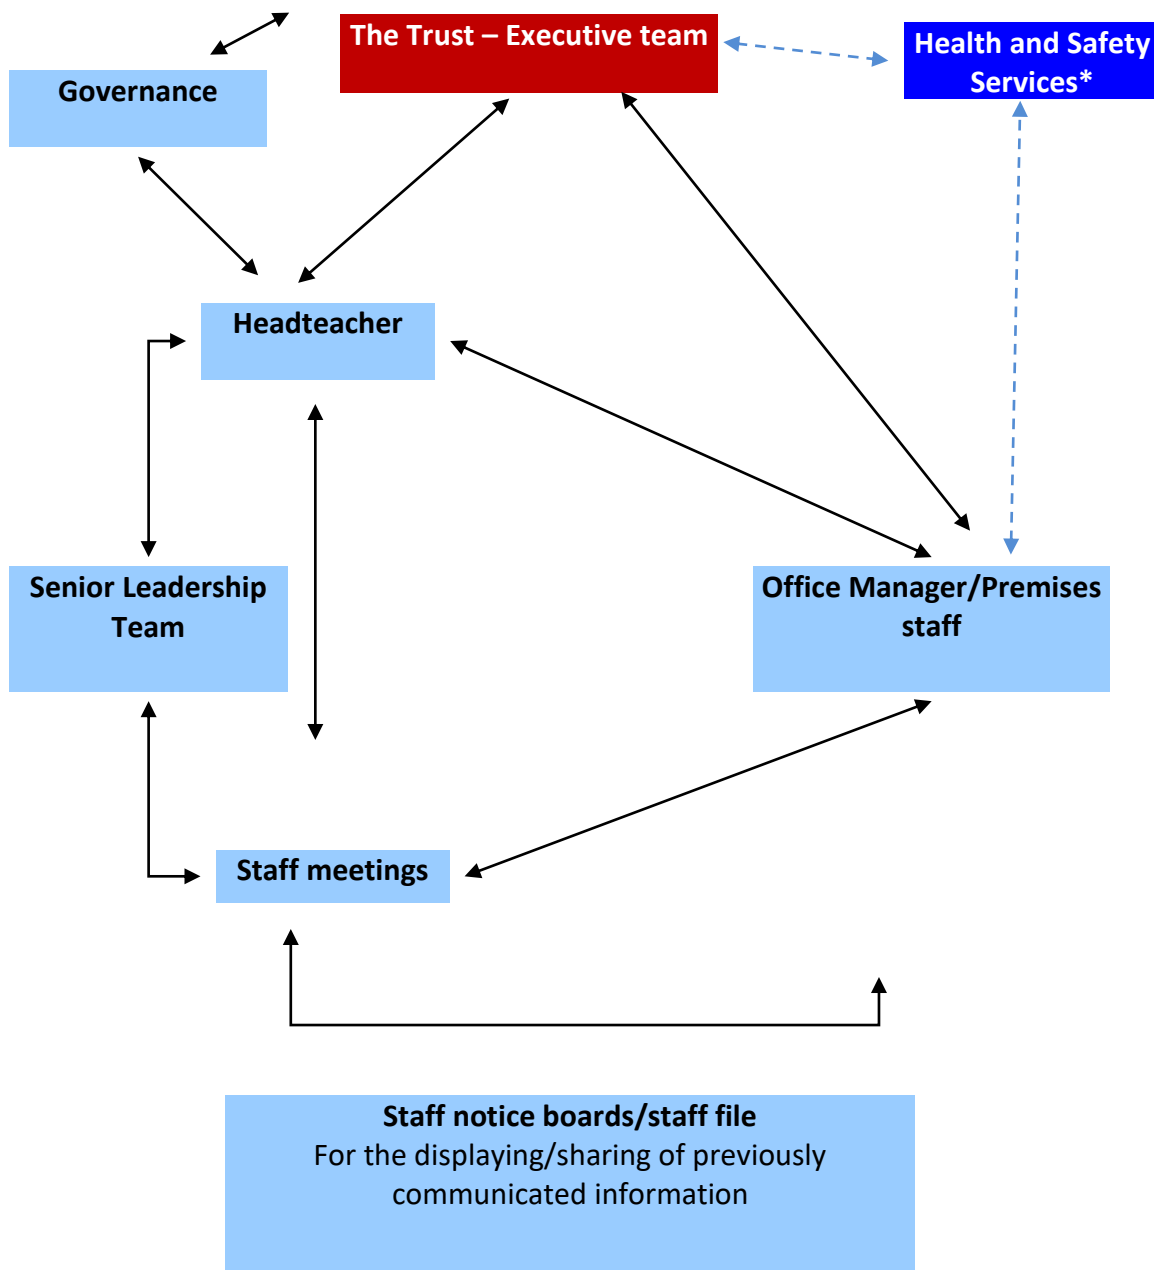 The Trust – Executive team
Health and Safety
Services*
Governance
Headteacher
Senior Leadership
Team
Office Manager/Premises
staff
Staff meetings
Staff notice boards/staff file
For the displaying/sharing of previously
communicated information